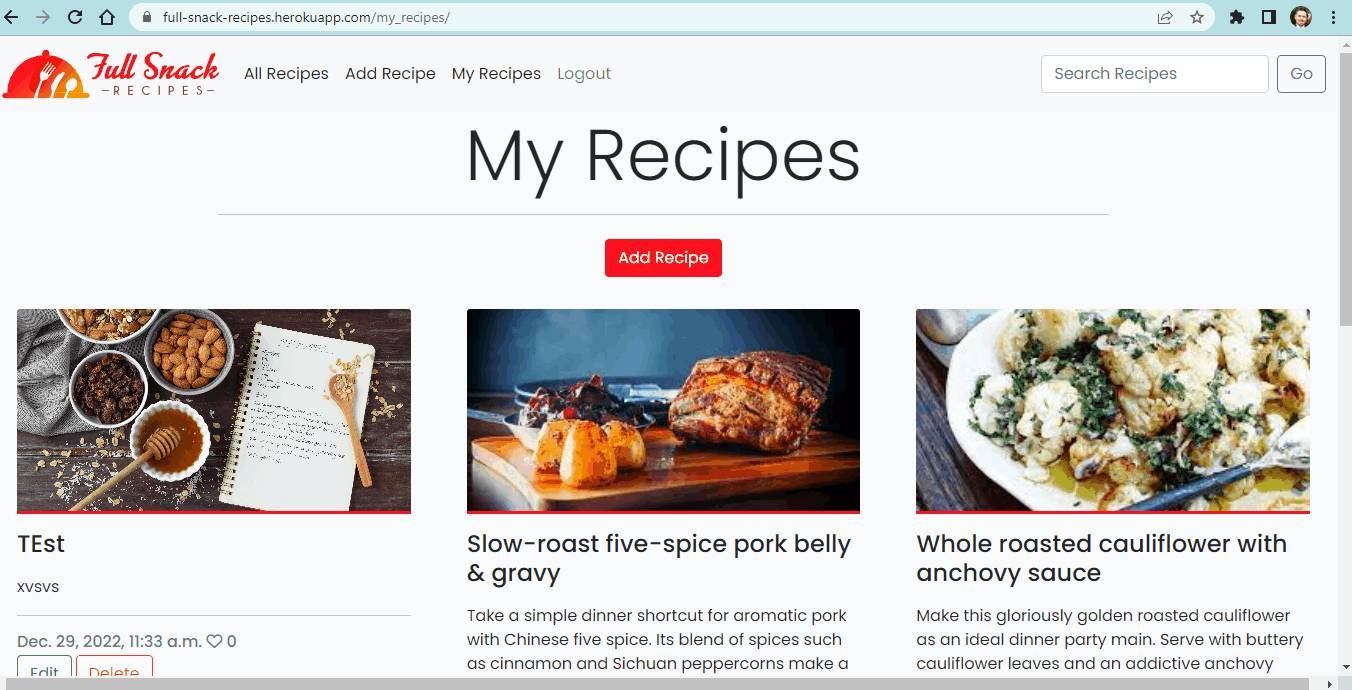 full-snack-recipes.herokuapp.com/my_recipes/
Full Snack
-RECIPES-
All Recipes Add Recipe My Recipes Logout
Search Recipes Go
My Recipes
Add Recipe
TEst
xvsvs
Dec. 29, 2022, 11:33 a.m. 0
Edit Delete
Slow-roast five-spice pork belly
& gravy
Take a simple dinner shortcut for aromatic pork
with Chinese five spice. Its blend of spices such
as cinnamon and Sichuan peppercorns make a
Whole roasted cauliflower with
anchovy sauce
Make this gloriously golden roasted cauliflower
as an ideal dinner party main. Serve with buttery
cauliflower leaves and an addictive anchovy